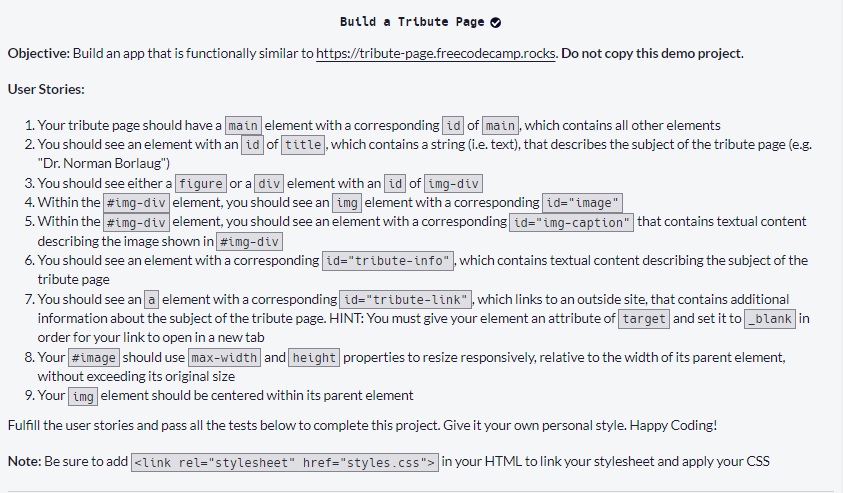 Build a Tribute Page
Objective: Build an app that is functionally similar to https://tribute-page.freecodecamp.rocks. Do not copy this demo project.
User Stories:
1. Your tribute page should have a main element with a corresponding id of main, which contains all other elements
2. You should see an element with an id of title, which contains a string (i.e. text), that describes the subject of the tribute page (e.g.
"Dr. Norman Borlaug")
3. You should see either a figure or a div element with an id of img-div
4. Within the #img-div element, you should see an img element with a corresponding id="image"
5. Within the #img-div element, you should see an element with a corresponding id="img-caption" that contains textual content
describing the image shown in #img-div
6. You should see an element with a corresponding id="tribute-info", which contains textual content describing the subject of the
tribute page
7. You should see an a element with a corresponding id="tribute-link", which links to an outside site, that contains additional
information about the subject of the tribute page. HINT: You must give your element an attribute of target and set it to _blank in
order for your link to open in a new tab
8. Your #image should use max-width and height properties to resize responsively, relative to the width of its parent element,
without exceeding its original size
9. Your img element should be centered within its parent element
Fulfill the user stories and pass all the tests below to complete this project. Give it your own personal style. Happy Coding!
Note: Be sure to add <link rel="stylesheet" href="styles.css"> in your HTML to link your stylesheet and apply your CSS